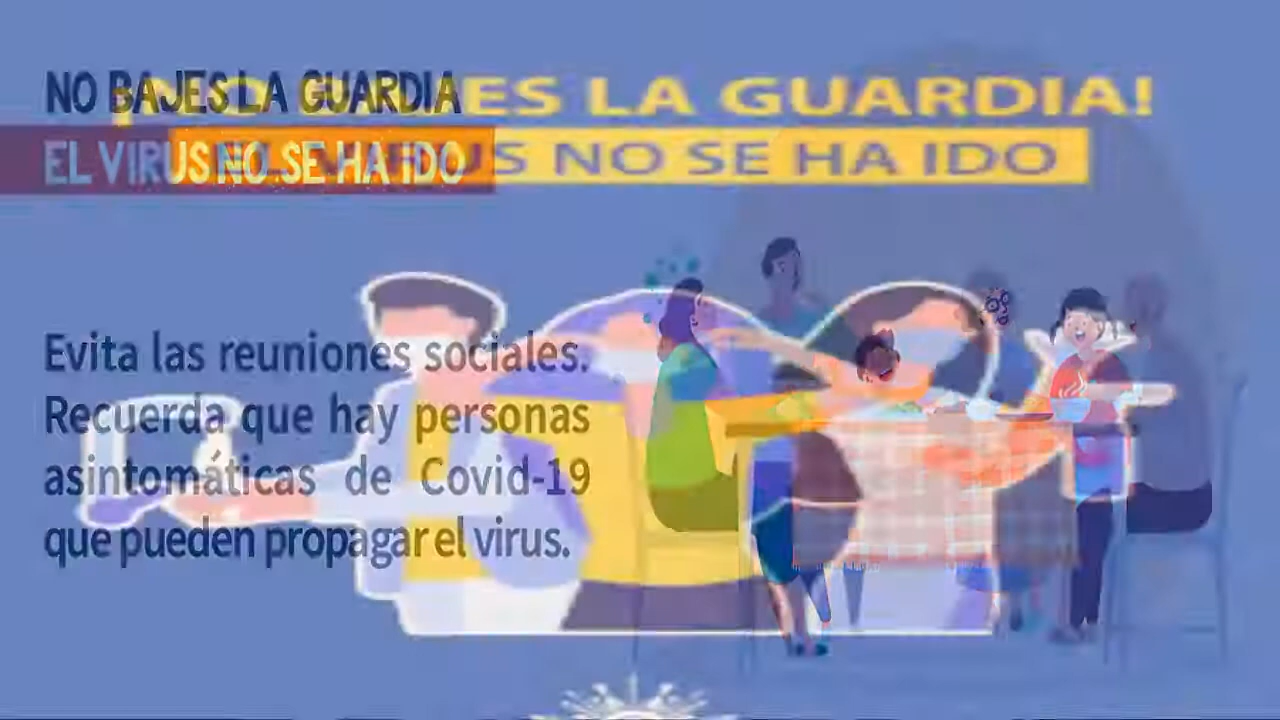 NO BAJES LA GUARDIA
EL VIRUS NO SE HA IDO
¡NO BAJES LA GUARDIA!
EL VIRUS NO SE HA IDO
Evita las reuniones sociales.
Recuerda que hay personas
asintomáticas de Covid-19
que pueden propagar el virus.